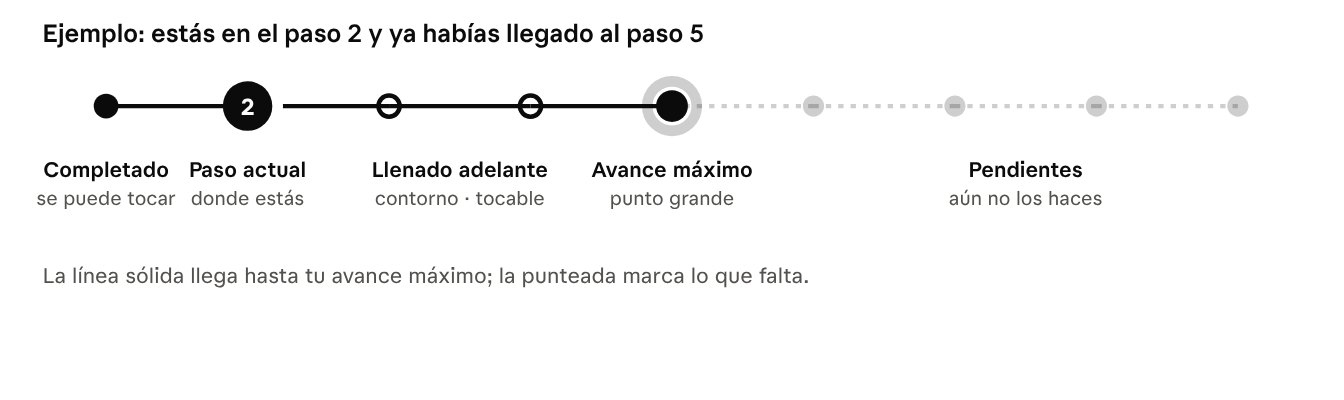 Ejemplo: estás en el paso 2 y ya habías llegado al paso 5
2
Completado Paso actual Llenado adelante Avance máximo Pendientes
se puede tocar donde estás contorno · tocable punto grande aún no los haces
La línea sólida llega hasta tu avance máximo; la punteada marca lo que falta.